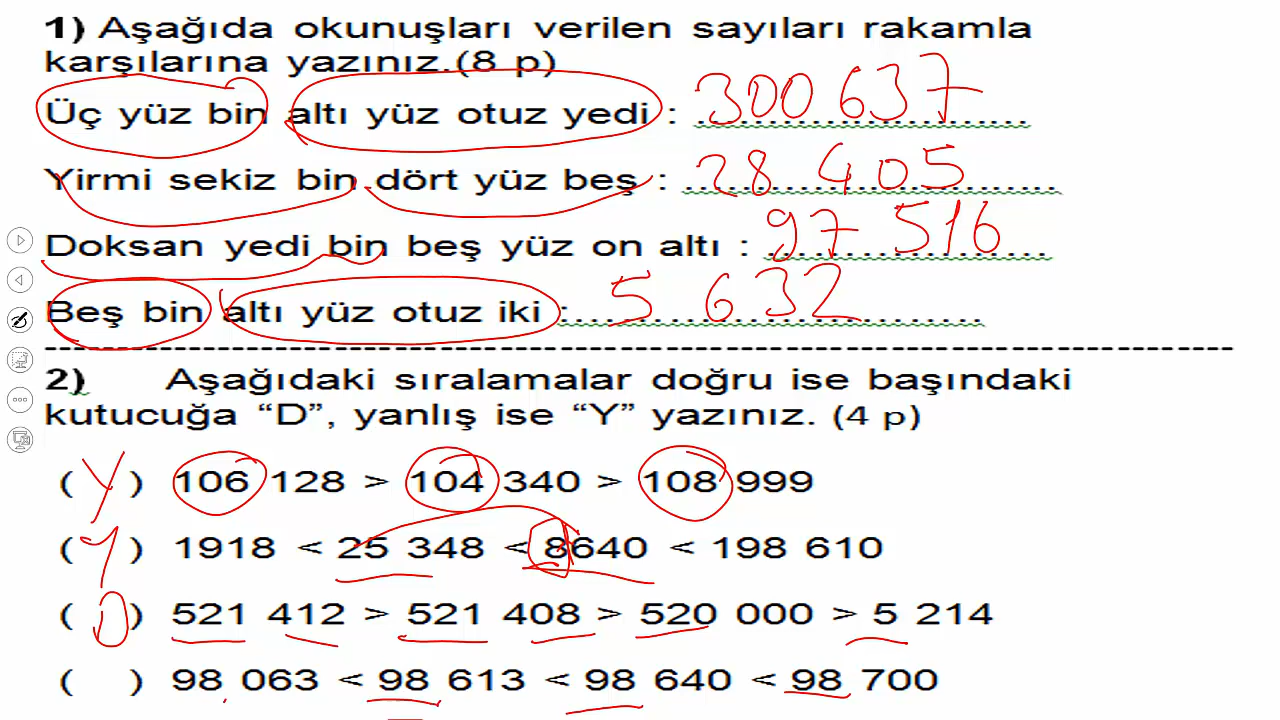 1) Aşağıda okunuşları verilen sayıları rakamla
karşılarına yazınız.(8 p)
Üç yüz bin altı yüz otuz yedi : 300 637
Yirmi sekiz bin dört yüz beş : 28 405
Doksan yedi bin beş yüz on altı : 97 516
Beş bin altı yüz otuz iki : 5 632
2) Aşağıdaki sıralamalar doğru ise başındaki
kutucuğa “D”, yanlış ise “Y” yazınız. (4 p)
( Y ) 106 128 > 104 340 > 108 999
( Y ) 1918 < 25 348 < 8640 < 198 610
( D ) 521 412 > 521 408 > 520 000 > 5 214
( ) 98 063 < 98 613 < 98 640 < 98 700